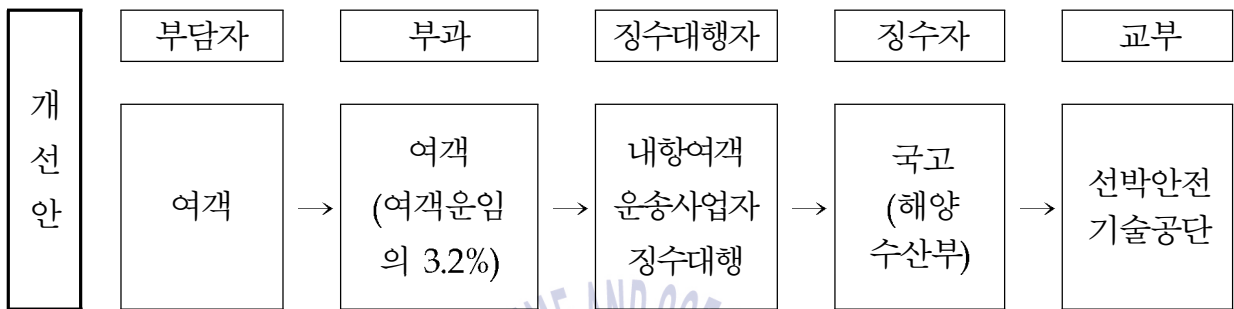 개
선
안
부담자
부과
징수대행자
징수자
교부
여객
→
여객
(여객운임
의 3.2%)
→
내항여객
운송사업자
징수대행
→
국고
(해양
수산부)
→
선박안전
기술공단